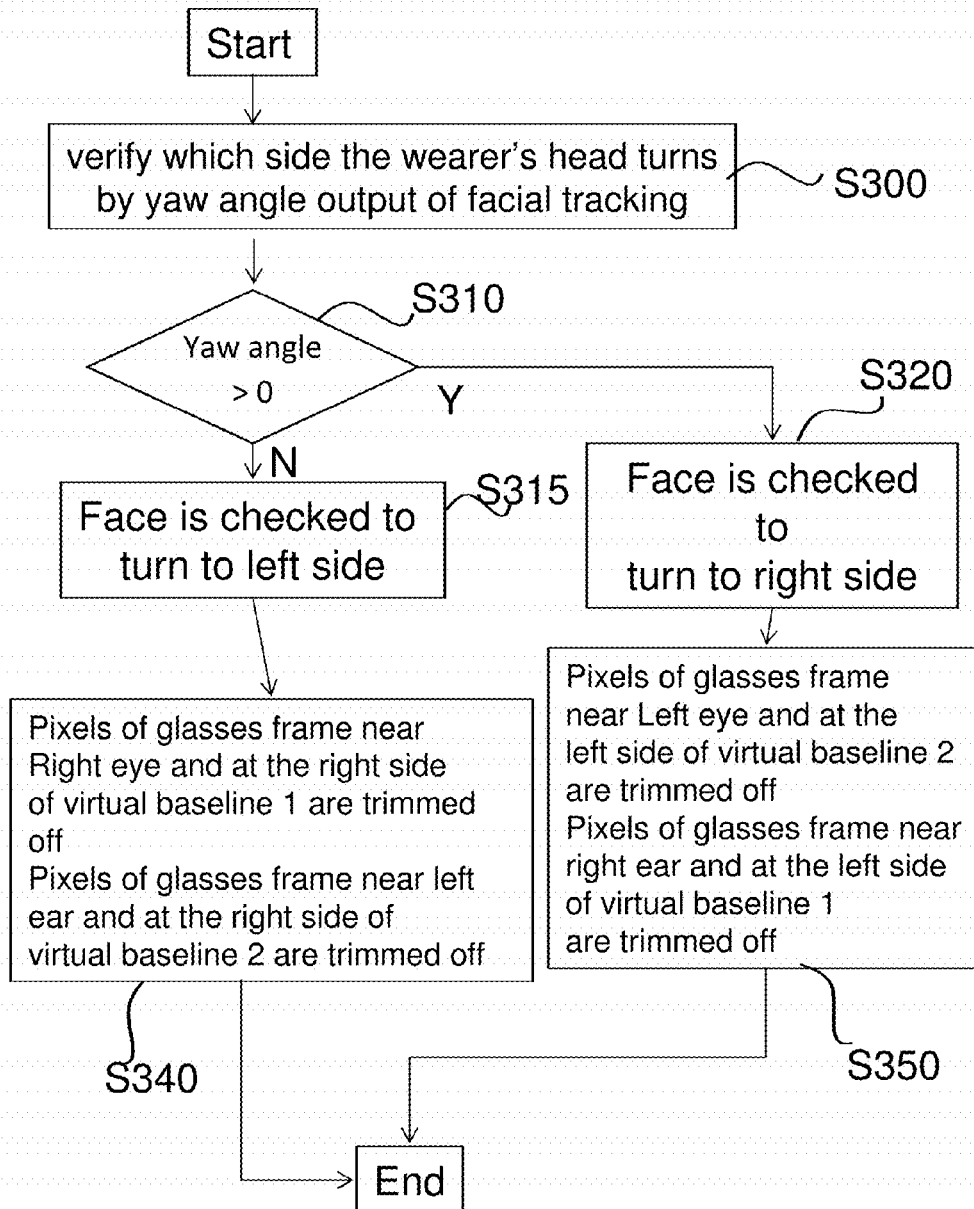 Start
verify which side the wearer's head turns
by yaw angle output of facial tracking
S300
S310
Yaw angle
> 0
Y
N
S320
S315
Face is checked to
turn to left side
Face is checked
to
turn to right side
Pixels of glasses frame near
Right eye and at the right side
of virtual baseline 1 are trimmed
off
Pixels of glasses frame near left
ear and at the right side of
virtual baseline 2 are trimmed off
S340
Pixels of glasses frame
near Left eye and at the
left side of virtual baseline 2
are trimmed off
Pixels of glasses frame near
right ear and at the left side
of virtual baseline 1
are trimmed off
S350
End